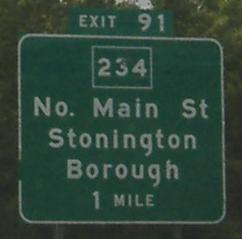 EXIT 91
234
No. Main St
Stonington
Borough
1 MILE